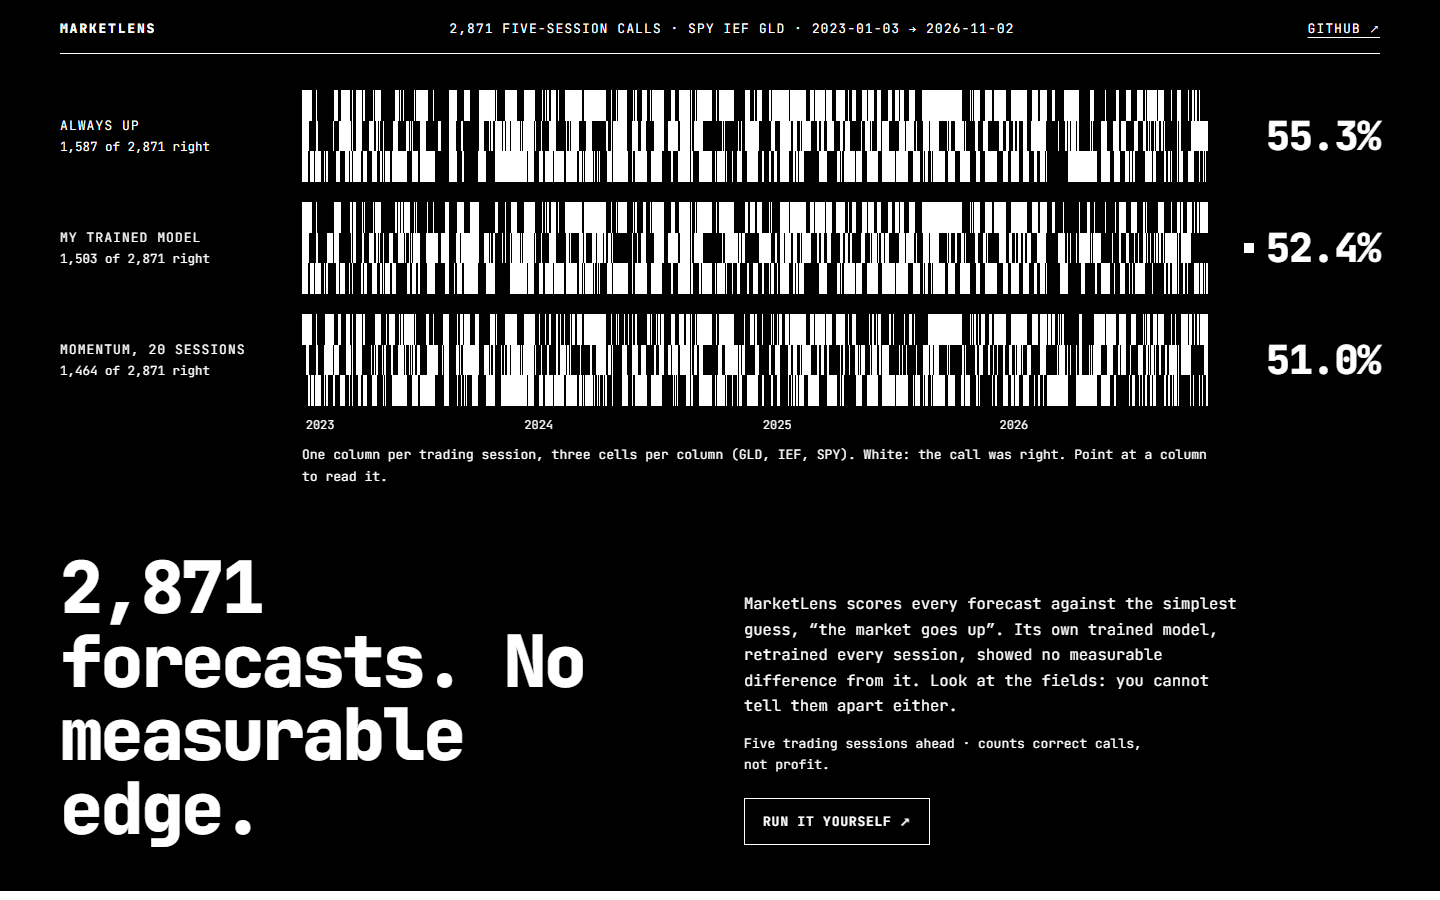 MARKETLENS
2,871 FIVE-SESSION CALLS · SPY IEF GLD · 2023-01-03 → 2026-11-02
GITHUB ↗
ALWAYS UP
1,587 of 2,871 right
55.3%
MY TRAINED MODEL
1,503 of 2,871 right
52.4%
MOMENTUM, 20 SESSIONS
1,464 of 2,871 right
51.0%
2023 2024 2025 2026
One column per trading session, three cells per column (GLD, IEF, SPY). White: the call was right. Point at a column
to read it.
2,871
forecasts. No
measurable
edge.
MarketLens scores every forecast against the simplest
guess, “the market goes up”. Its own trained model,
retrained every session, showed no measurable
difference from it. Look at the fields: you cannot
tell them apart either.
Five trading sessions ahead · counts correct calls,
not profit.
RUN IT YOURSELF ↗